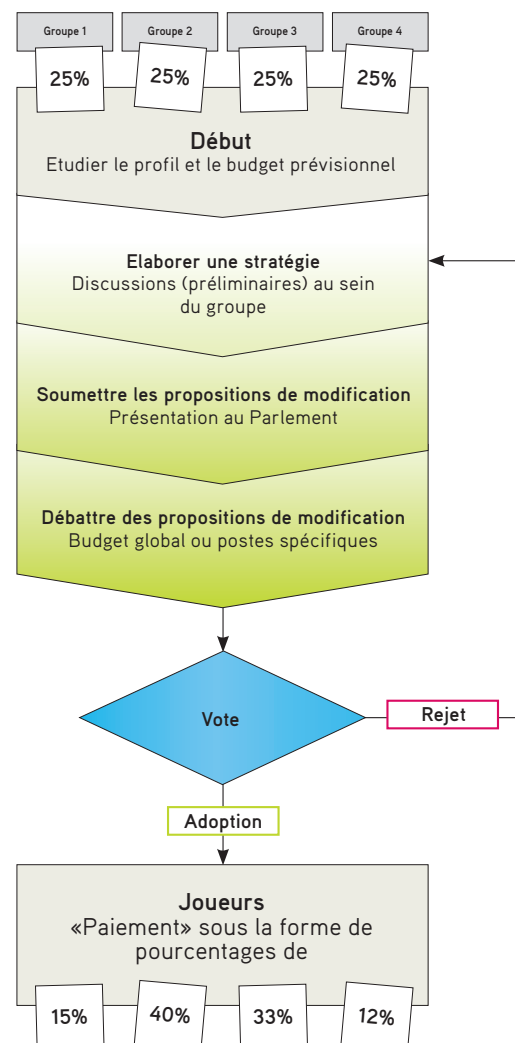 Groupe 1 Groupe 2 Groupe 3 Groupe 4
25% 25% 25% 25%
Début
Etudier le profil et le budget prévisionnel
Elaborer une stratégie
Discussions (préliminaires) au sein
du groupe
Soumettre les propositions de modification
Présentation au Parlement
Débattre des propositions de modification
Budget global ou postes spécifiques
Vote
Rejet
Adoption
Joueurs
«Paiement» sous la forme de
pourcentages de
15% 40% 33% 12%